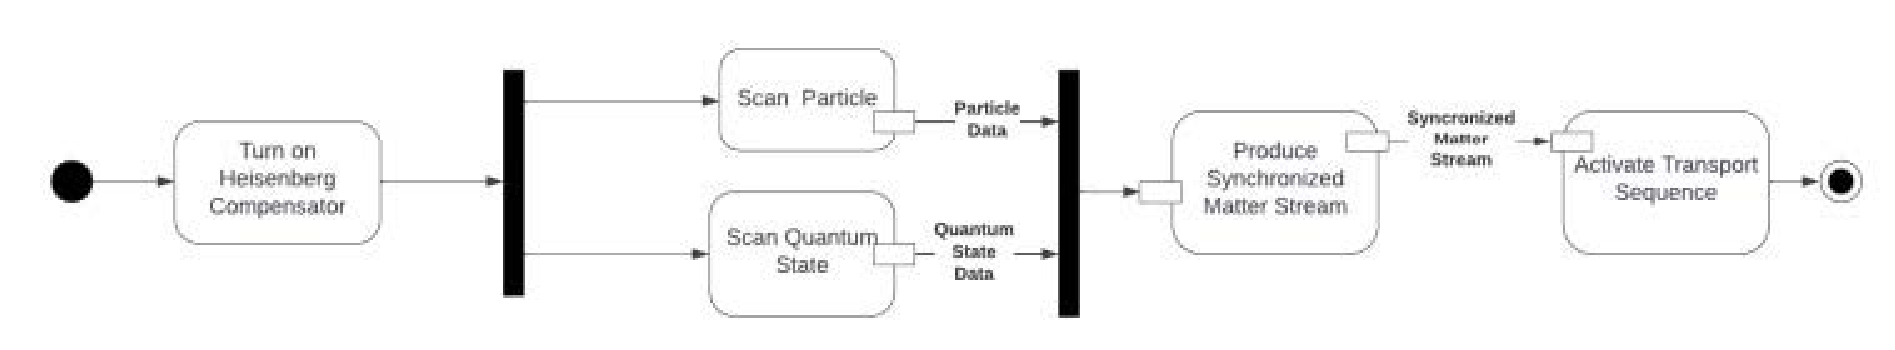 Turn on
Heisenberg
Compensator
Scan Particle
Particle
Data
Scan Quantum
State
Quantum
State
Data
Produce
Synchronized
Matter Stream
Syncronized
Matter
Stream
Activate Transport
Sequence